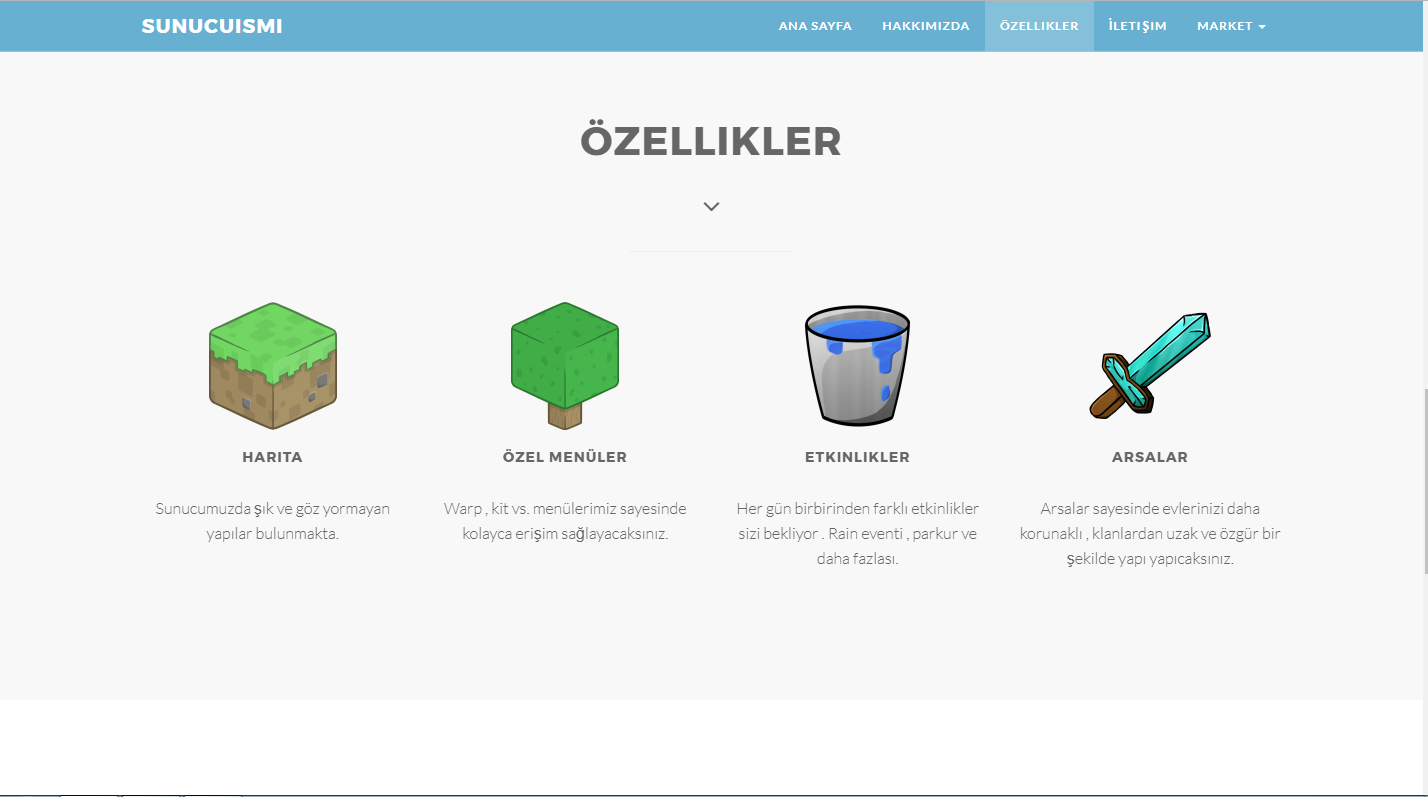 SUNUCUISMI
ANA SAYFA HAKKIMIZDA ÖZELLIKLER İLETIŞIM MARKET
ÖZELLIKLER
HARITA
Sunucumuzda şık ve göz yormayan
yapılar bulunmakta.
ÖZEL MENÜLER
Warp , kit vs. menülerimiz sayesinde
kolayca erişim sağlayacaksınız.
ETKINLIKLER
Her gün birbirinden farklı etkinlikler
sizi bekliyor . Rain eventi , parkur ve
daha fazlası.
ARSALAR
Arsalar sayesinde evlerinizi daha
korunaklı , klanlardan uzak ve özgür bir
şekilde yapı yapıcaksınız.